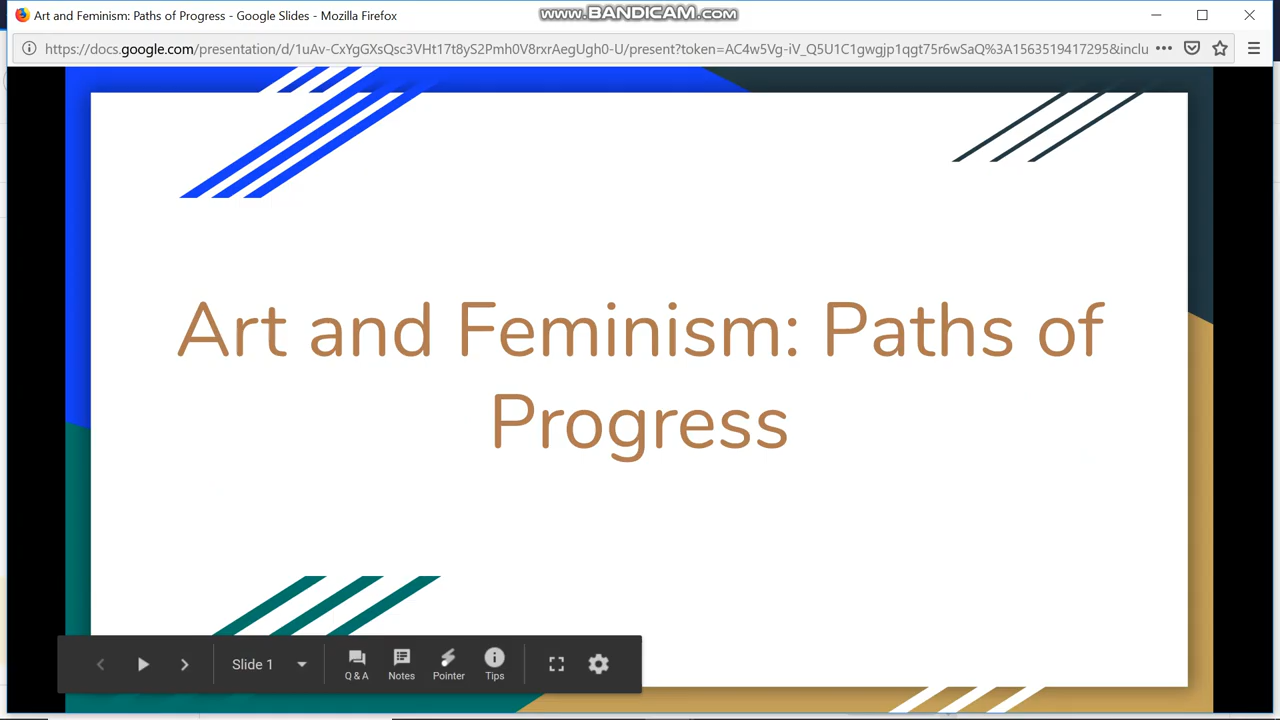 Art and Feminism: Paths of Progress - Google Slides - Mozilla Firefox
www.BANDICAM.com
https://docs.google.com/presentation/d/1uAv-CxYgGXsQsc3VHt17t8yS2Pmh0V8rxrAegUgh0-U/present?token=AC4w5Vg-iV_Q5U1C1gwgjp1qgt75r6wSaQ%3A1563519417295&inclu
Art and Feminism: Paths of
Progress
Slide 1
Q & A
Notes
Pointer
Tips